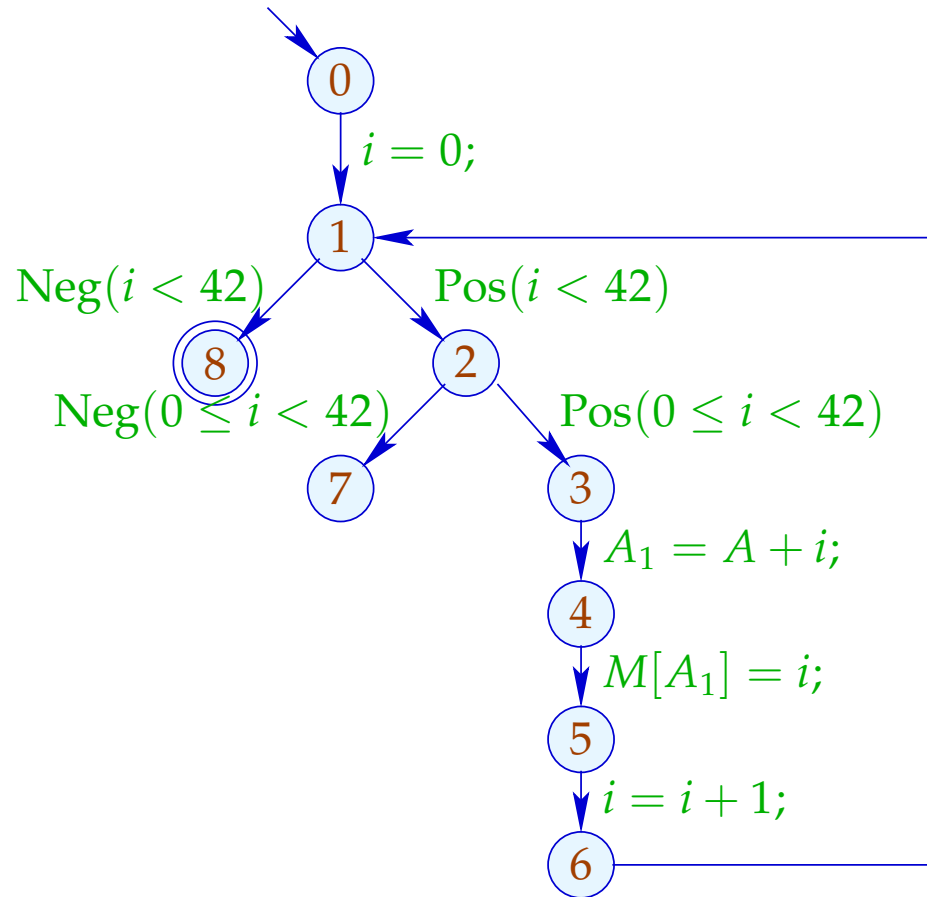 0
i = 0;
1
Neg(i < 42) Pos(i < 42)
8 2
Neg(0 ≤ i < 42) Pos(0 ≤ i < 42)
7 3
A₁ = A + i;
4
M[A₁] = i;
5
i = i + 1;
6